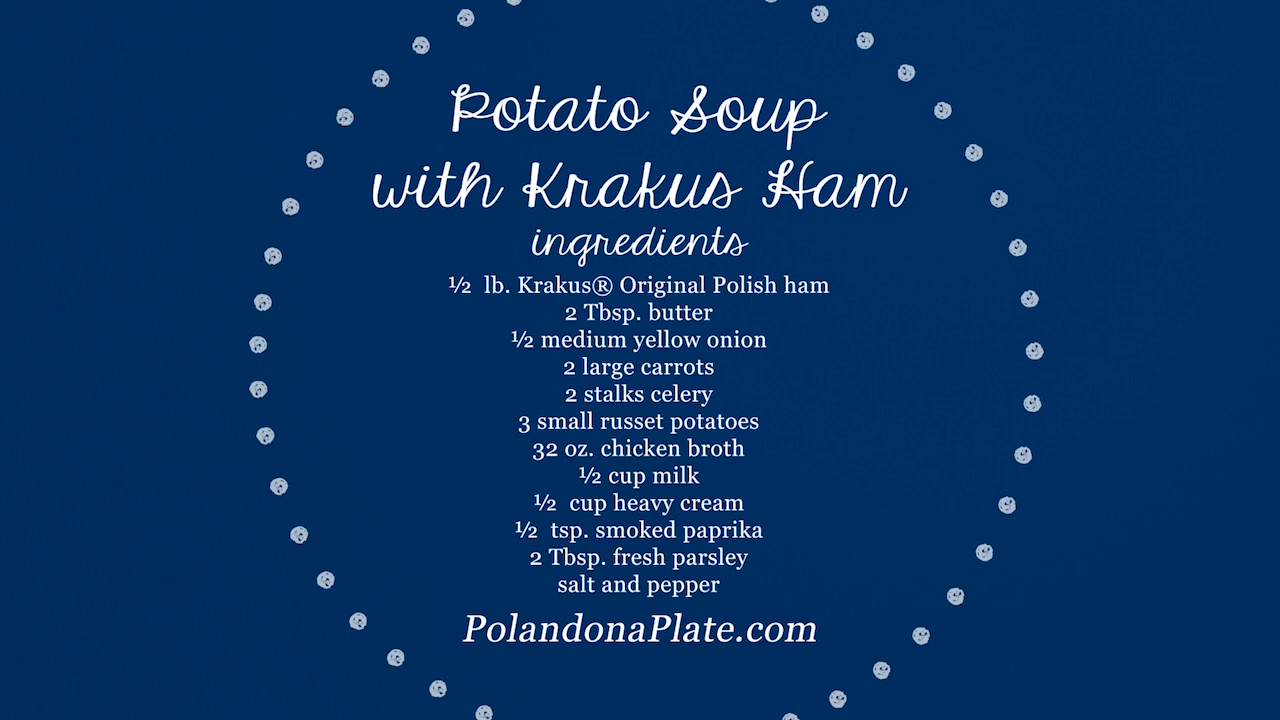 Potato Soup
with Krakus Ham
ingredients
½ lb. Krakus® Original Polish ham
2 Tbsp. butter
½ medium yellow onion
2 large carrots
2 stalks celery
3 small russet potatoes
32 oz. chicken broth
½ cup milk
½ cup heavy cream
½ tsp. smoked paprika
2 Tbsp. fresh parsley
salt and pepper
PolandonaPlate.com